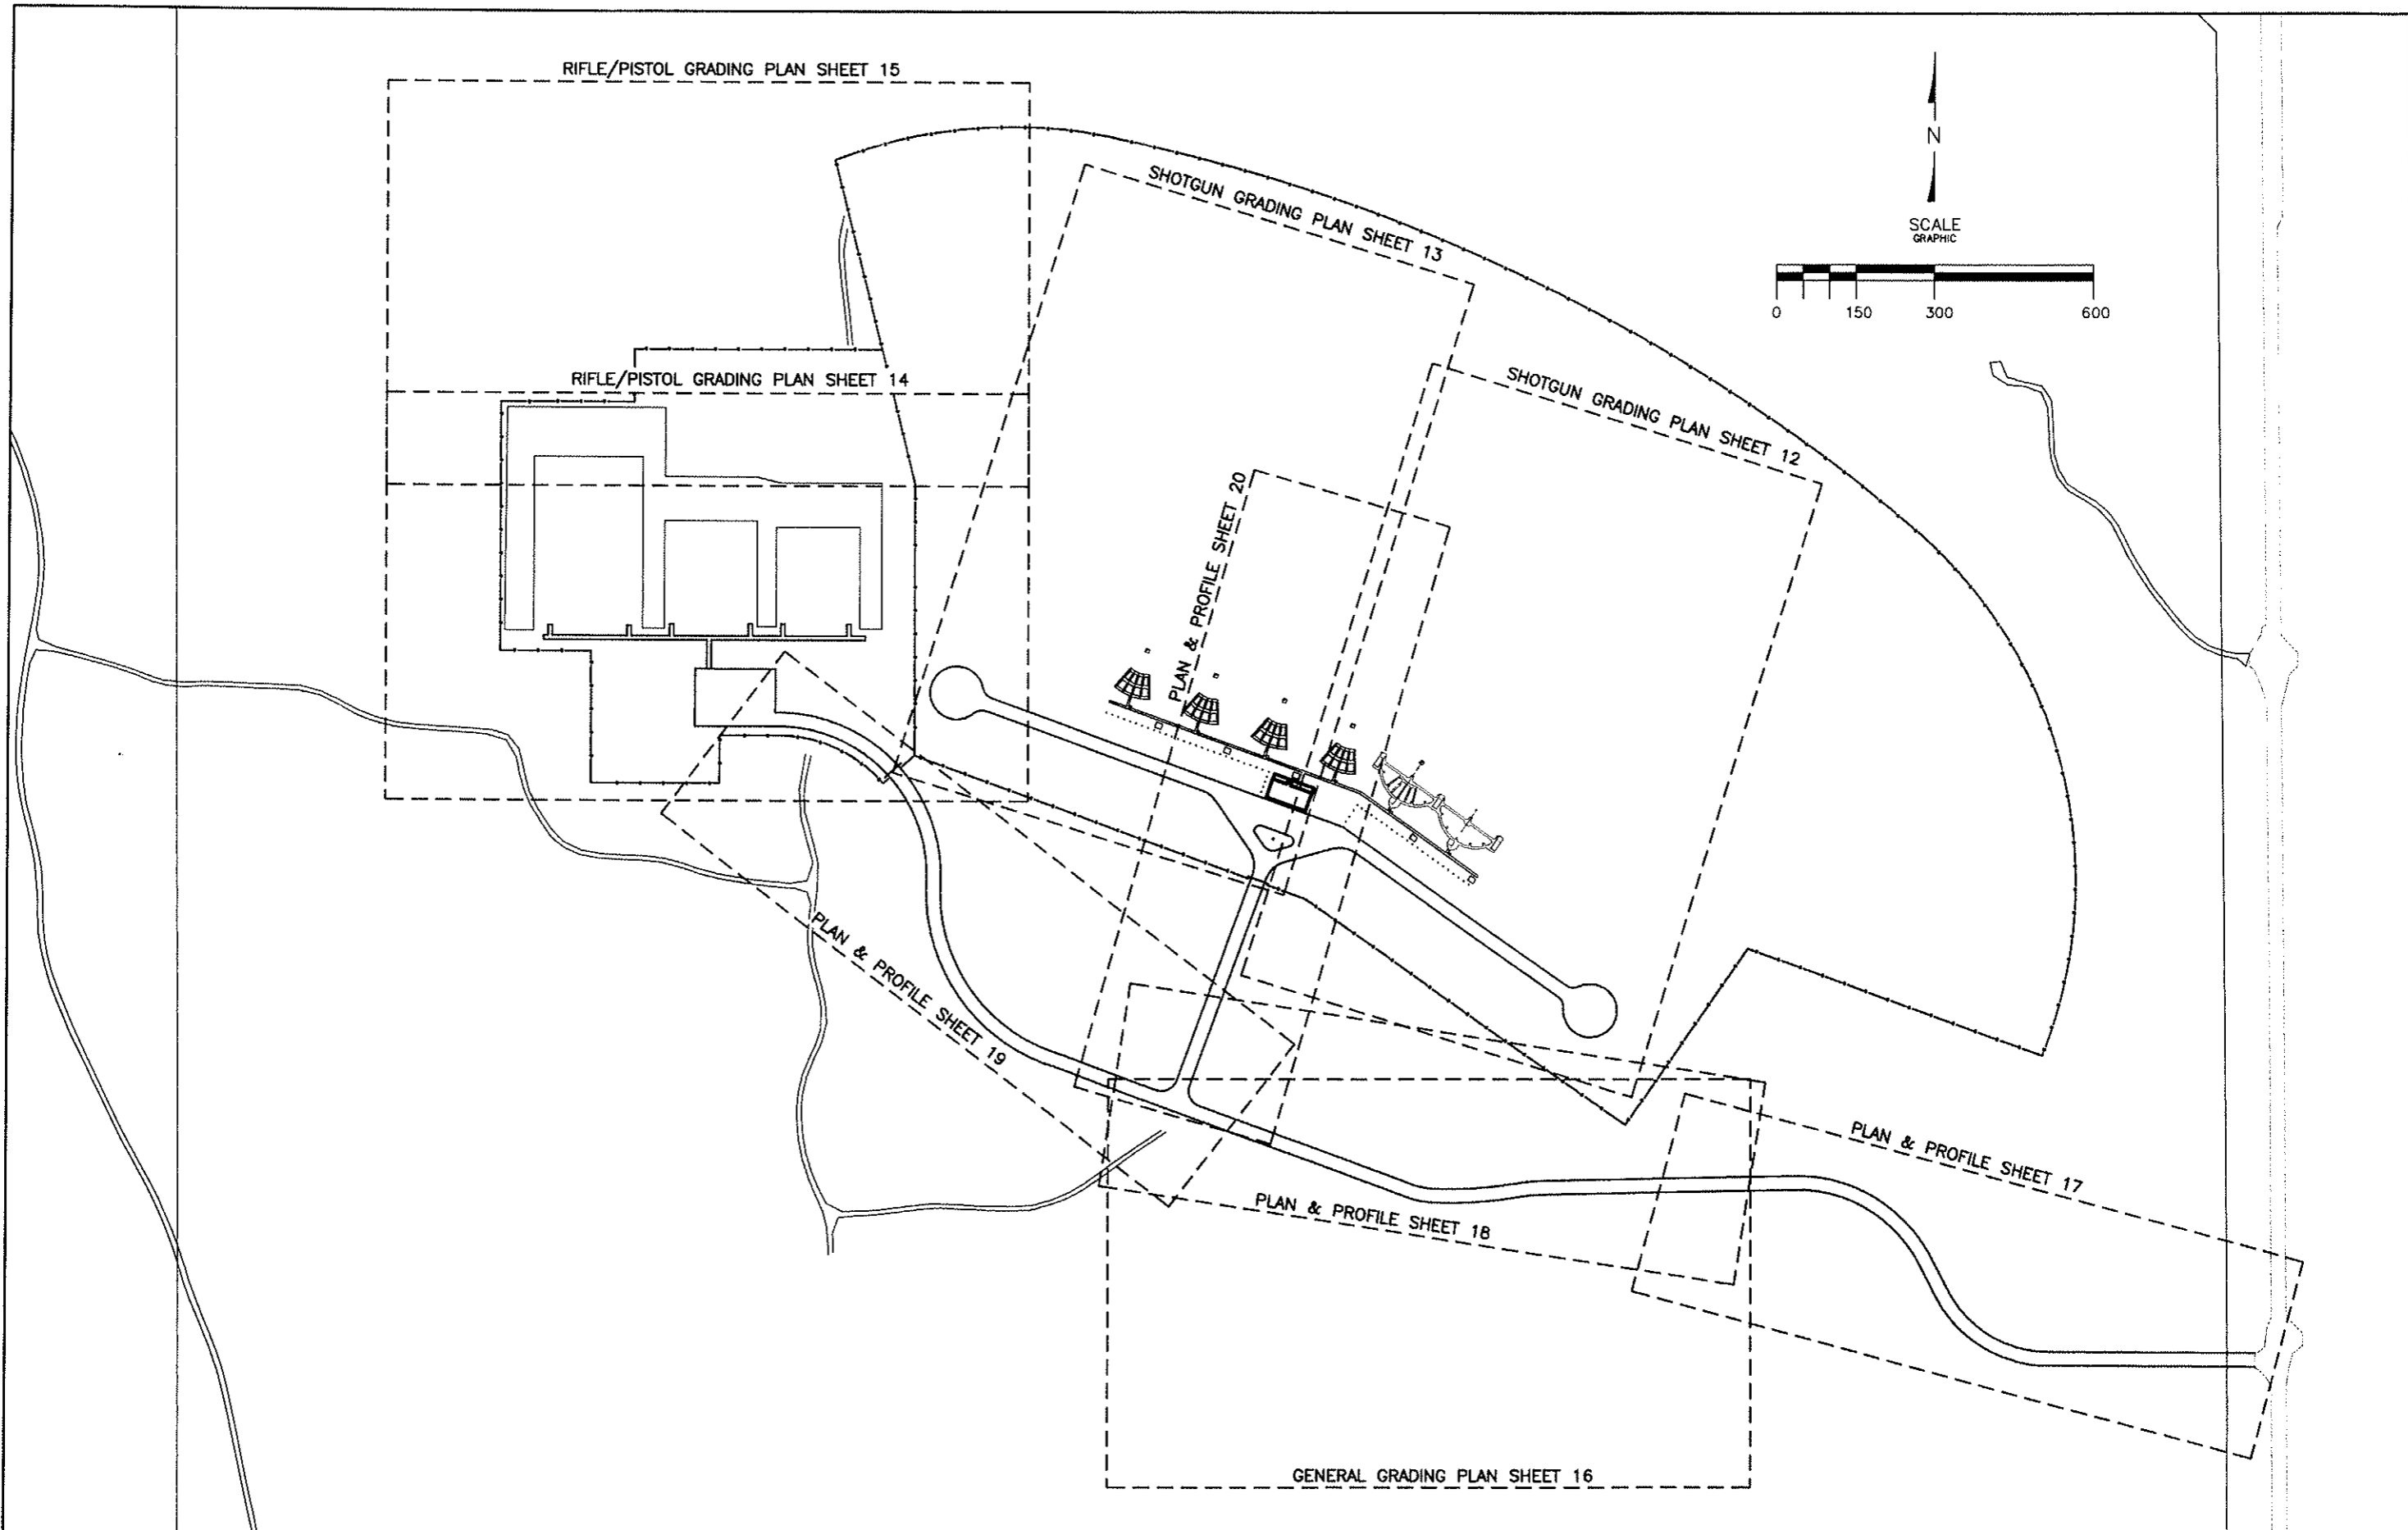 RIFLE/PISTOL GRADING PLAN SHEET 15
N
SCALE
GRAPHIC
0 150 300 600
SHOTGUN GRADING PLAN SHEET 13
RIFLE/PISTOL GRADING PLAN SHEET 14
SHOTGUN GRADING PLAN SHEET 12
PLAN & PROFILE SHEET 20
PLAN & PROFILE SHEET 19
PLAN & PROFILE SHEET 17
PLAN & PROFILE SHEET 18
GENERAL GRADING PLAN SHEET 16